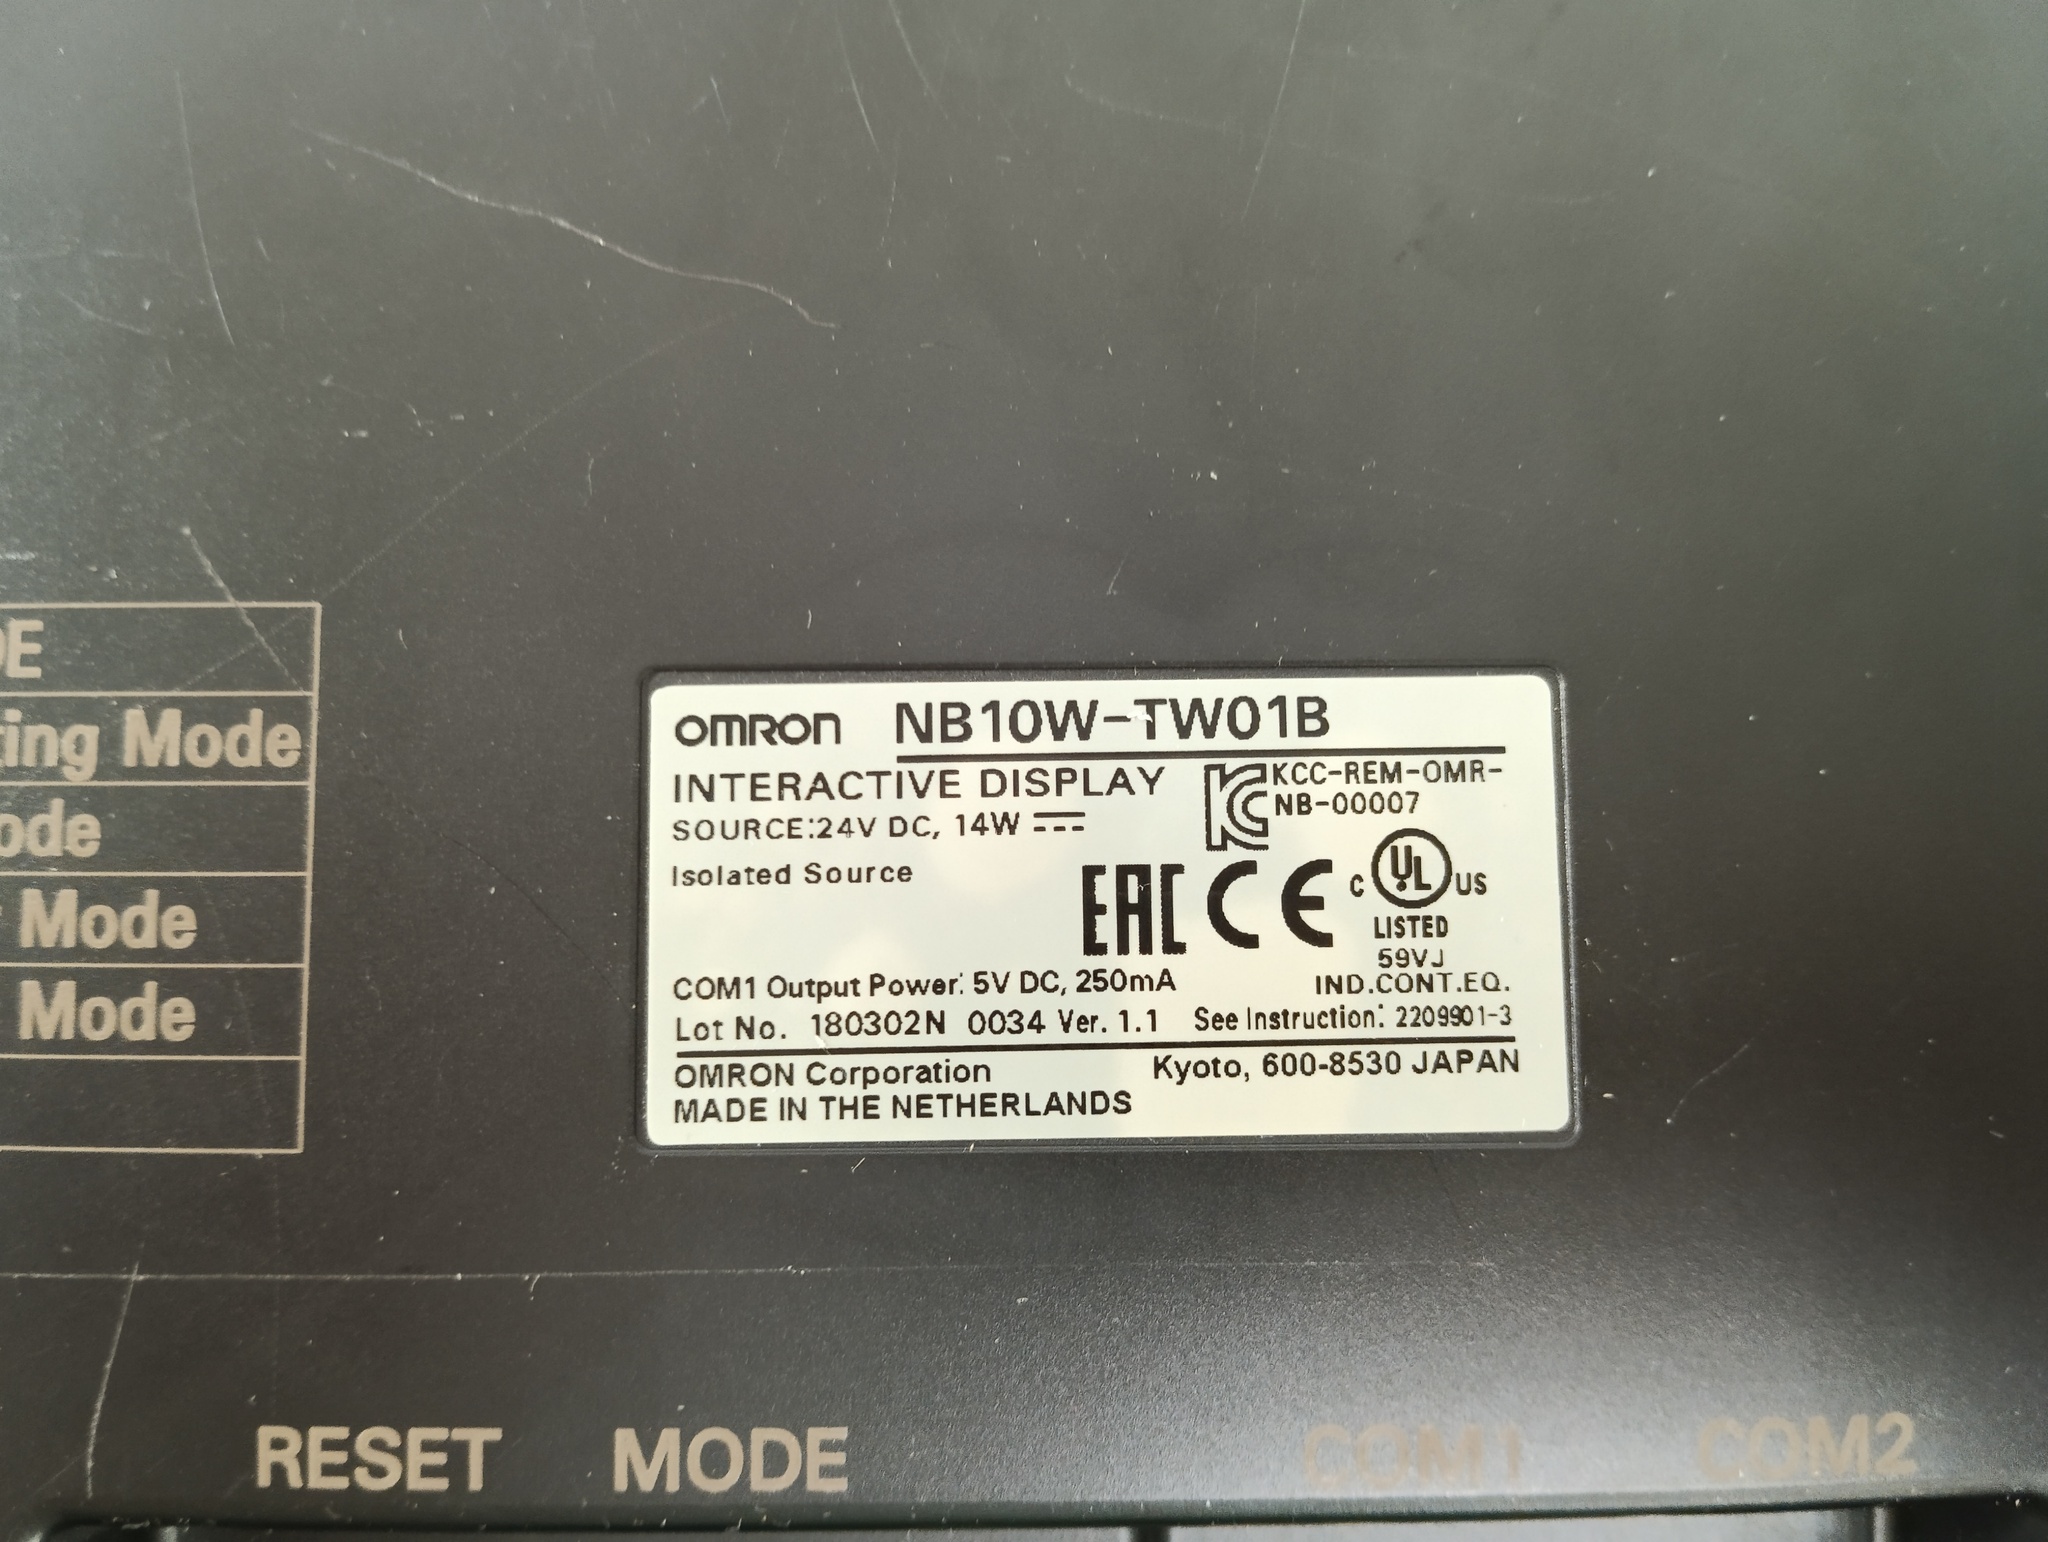 DE
ting Mode
ode
Mode
Mode
OMRON NB10W-TW01B
INTERACTIVE DISPLAY
KCC-REM-OMR-
NB-00007
SOURCE:24V DC, 14W
Isolated Source
EAC CE
C UL US
LISTED
59VJ
IND.CONT.EQ.
COM1 Output Power: 5V DC, 250mA
Lot No. 180302N 0034 Ver. 1.1 See Instruction: 2209901-3
OMRON Corporation Kyoto, 600-8530 JAPAN
MADE IN THE NETHERLANDS
RESET MODE COM1 COM2